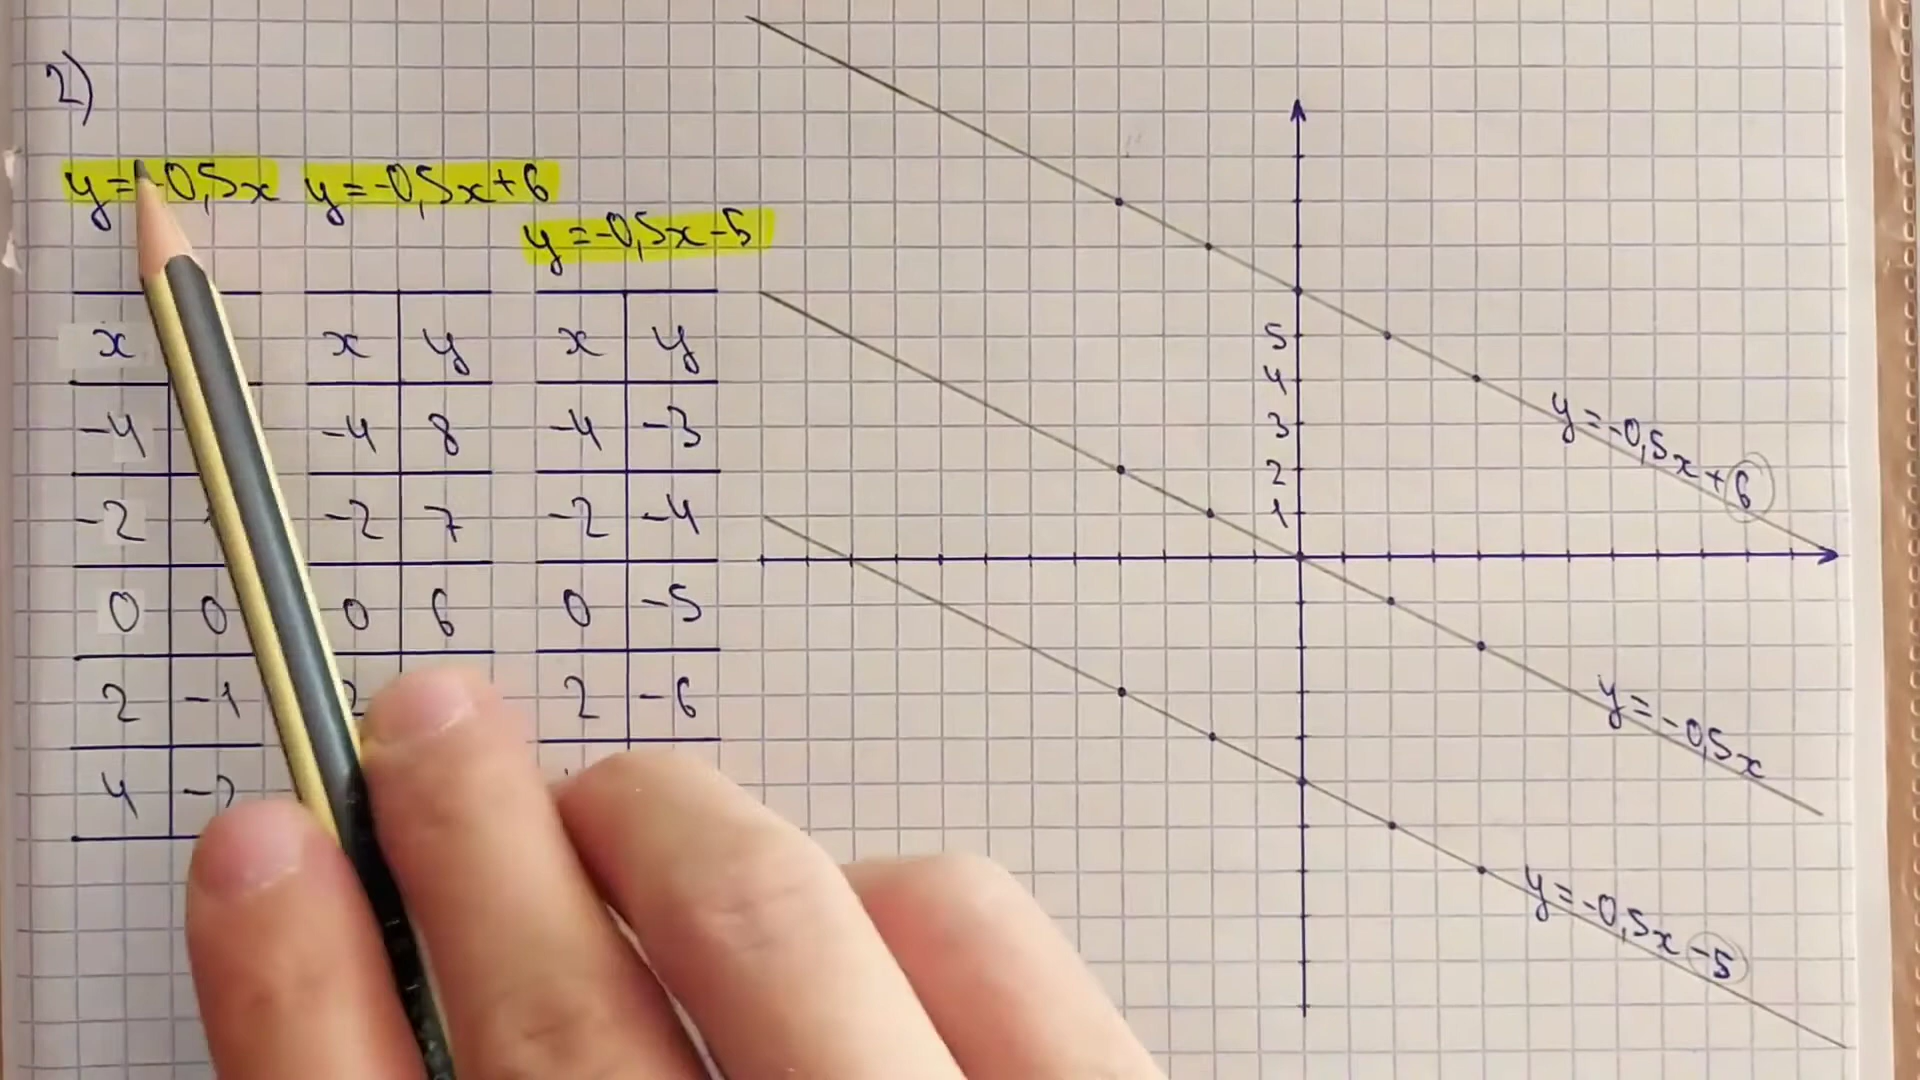 2)
y=-0,5x y=-0,5x+6
y=-0,5x-5
x x y x y
-4 -4 8 -4 -3
-2 -2 7 -2 -4
0 0 0 6 0 -5
2 -1 2 2 -6
4 -2
5
4
3
2
1
y=-0,5x+6
y=-0,5x
y=-0,5x-5